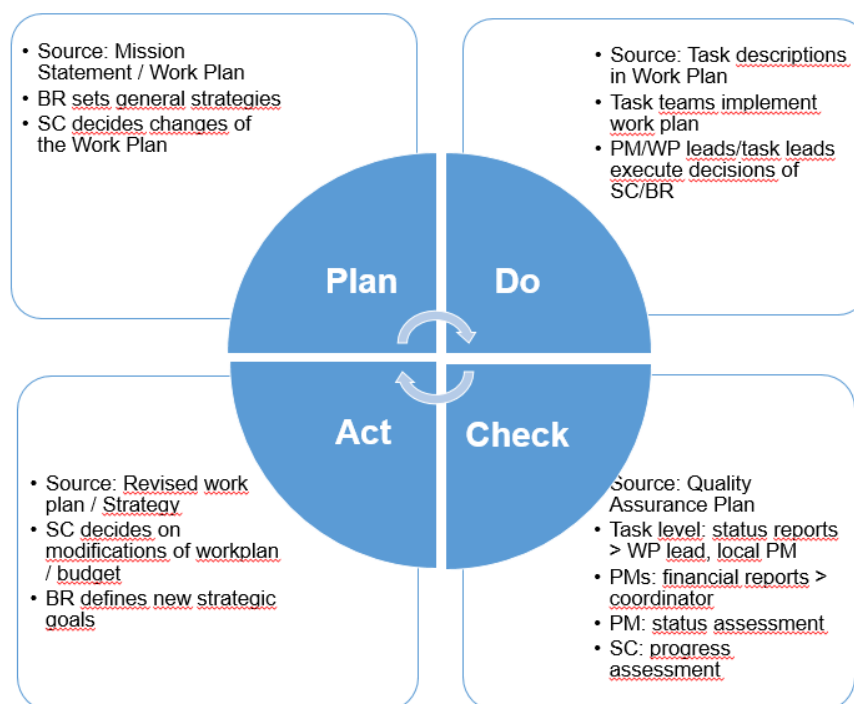 • Source: Mission
Statement / Work Plan
• BR sets general strategies
• SC decides changes of
the Work Plan
• Source: Task descriptions
in Work Plan
• Task teams implement
work plan
• PM/WP leads/task leads
execute decisions of
SC/BR
Plan
Do
Act
Check
• Source: Revised work
plan / Strategy
• SC decides on
modifications of workplan
/ budget
• BR defines new strategic
goals
Source: Quality
Assurance Plan
• Task level: status reports
> WP lead, local PM
• PMs: financial reports >
coordinator
• PM: status assessment
• SC: progress
assessment